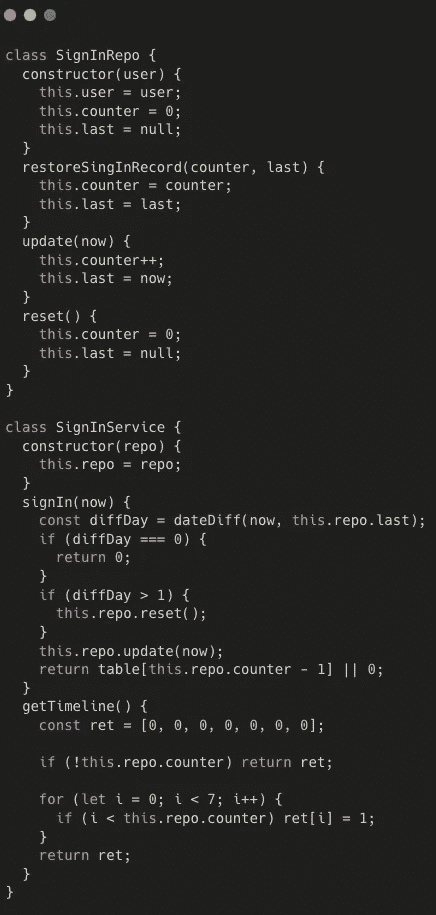 class SignInRepo {
  constructor(user) {
    this.user = user;
    this.counter = 0;
    this.last = null;
  }
  restoreSingInRecord(counter, last) {
    this.counter = counter;
    this.last = last;
  }
  update(now) {
    this.counter++;
    this.last = now;
  }
  reset() {
    this.counter = 0;
    this.last = null;
  }
}

class SignInService {
  constructor(repo) {
    this.repo = repo;
  }
  signIn(now) {
    const diffDay = dateDiff(now, this.repo.last);
    if (diffDay === 0) {
      return 0;
    }
    if (diffDay > 1) {
      this.repo.reset();
    }
    this.repo.update(now);
    return table[this.repo.counter - 1] || 0;
  }
  getTimeline() {
    const ret = [0, 0, 0, 0, 0, 0, 0];

    if (!this.repo.counter) return ret;

    for (let i = 0; i < 7; i++) {
      if (i < this.repo.counter) ret[i] = 1;
    }
    return ret;
  }
}